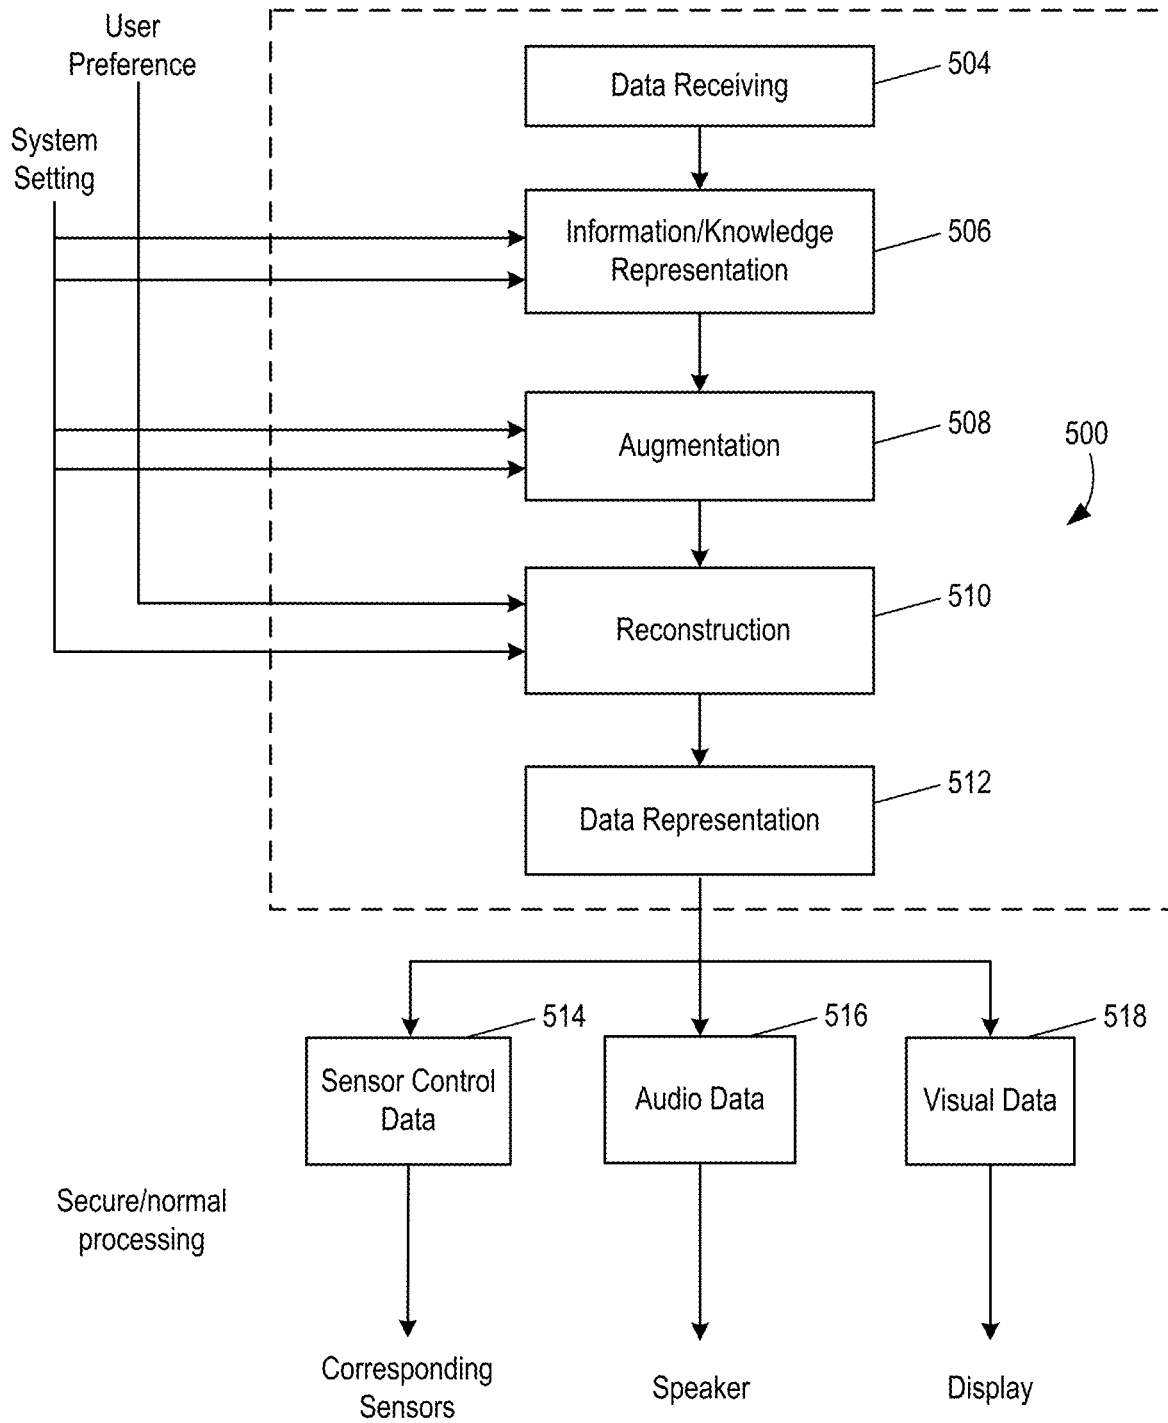 User
Preference
504
Data Receiving
System
Setting
Information/Knowledge
Representation
506
508
Augmentation
500
510
Reconstruction
512
Data Representation
514
516
518
Sensor Control
Data
Audio Data
Visual Data
Secure/normal
processing
Corresponding
Sensors
Speaker
Display